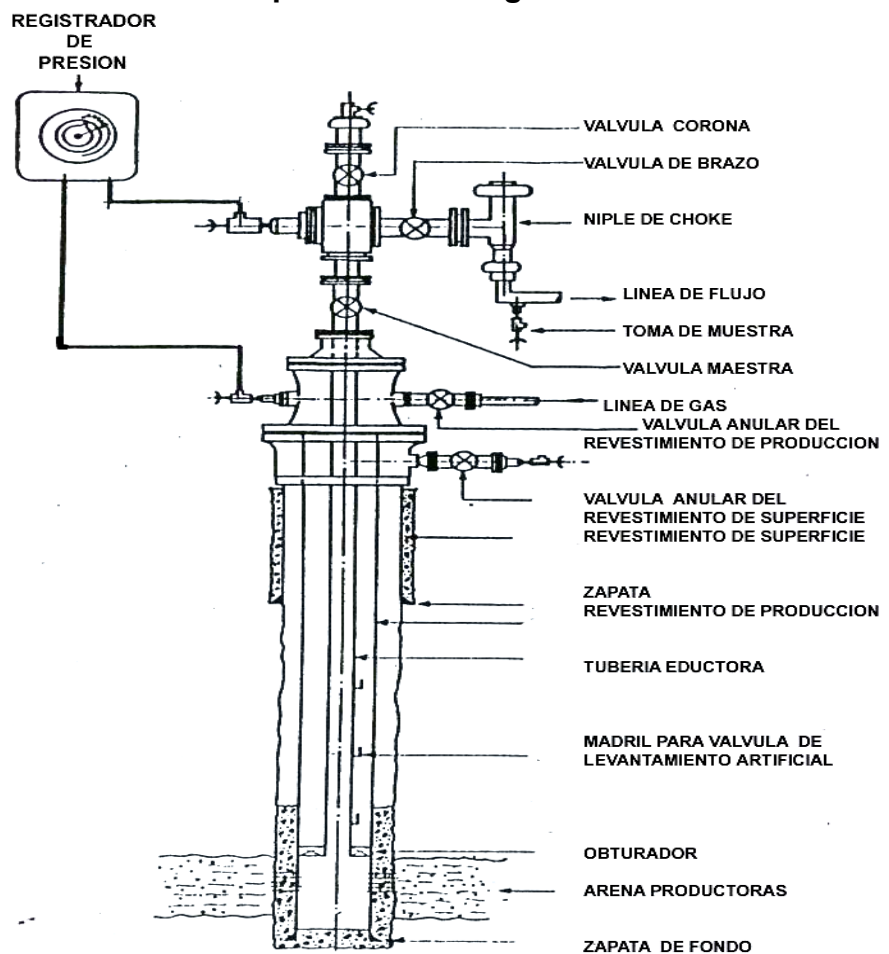 REGISTRADOR
DE
PRESION
VALVULA CORONA
VALVULA DE BRAZO
NIPLE DE CHOKE
LINEA DE FLUJO
TOMA DE MUESTRA
VALVULA MAESTRA
LINEA DE GAS
VALVULA ANULAR DEL
REVESTIMIENTO DE PRODUCCION
VALVULA ANULAR DEL
REVESTIMIENTO DE SUPERFICIE
REVESTIMIENTO DE SUPERFICIE
ZAPATA
REVESTIMIENTO DE PRODUCCION
TUBERIA EDUCTORA
MADRIL PARA VALVULA DE
LEVANTAMIENTO ARTIFICIAL
OBTURADOR
ARENA PRODUCTORAS
ZAPATA DE FONDO